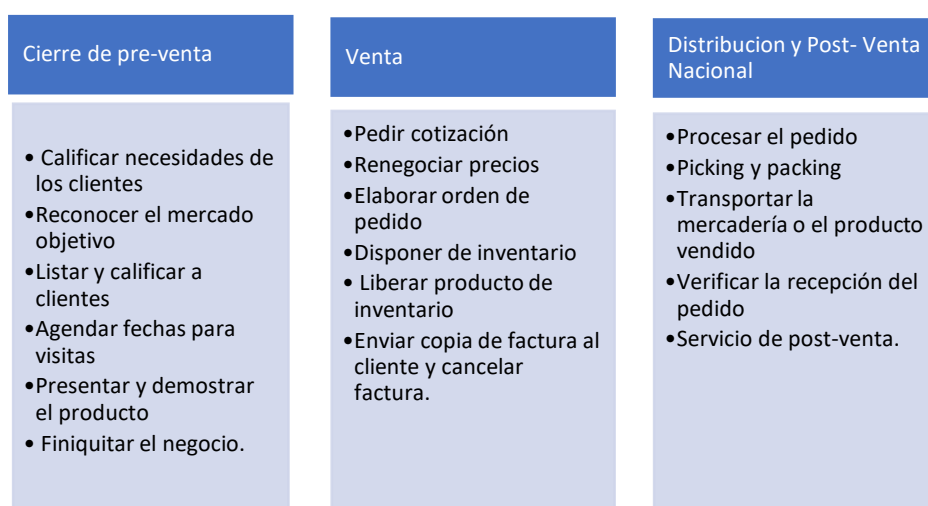 Cierre de pre-venta
• Calificar necesidades de
los clientes
•Reconocer el mercado
objetivo
•Listar y calificar a
clientes
•Agendar fechas para
visitas
•Presentar y demostrar
el producto
• Finiquitar el negocio.
Venta
•Pedir cotización
•Renegociar precios
•Elaborar orden de
pedido
•Disponer de inventario
• Liberar producto de
inventario
•Enviar copia de factura al
cliente y cancelar
factura.
Distribucion y Post- Venta
Nacional
•Procesar el pedido
•Picking y packing
•Transportar la
mercadería o el producto
vendido
•Verificar la recepción del
pedido
•Servicio de post-venta.